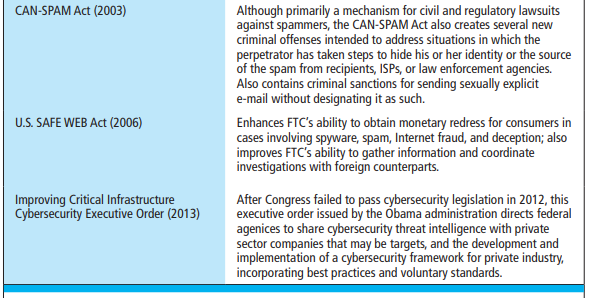 CAN-SPAM Act (2003)
Although primarily a mechanism for civil and regulatory lawsuits
against spammers, the CAN-SPAM Act also creates several new
criminal offenses intended to address situations in which the
perpetrator has taken steps to hide his or her identity or the source
of the spam from recipients, ISPs, or law enforcement agencies.
Also contains criminal sanctions for sending sexually explicit
e-mail without designating it as such.
U.S. SAFE WEB Act (2006)
Enhances FTC's ability to obtain monetary redress for consumers in
cases involving spyware, spam, Internet fraud, and deception; also
improves FTC's ability to gather information and coordinate
investigations with foreign counterparts.
Improving Critical Infrastructure
Cybersecurity Executive Order (2013)
After Congress failed to pass cybersecurity legislation in 2012, this
executive order issued by the Obama administration directs federal
agenices to share cybersecurity threat intelligence with private
sector companies that may be targets, and the development and
implementation of a cybersecurity framework for private industry,
incorporating best practices and voluntary standards.